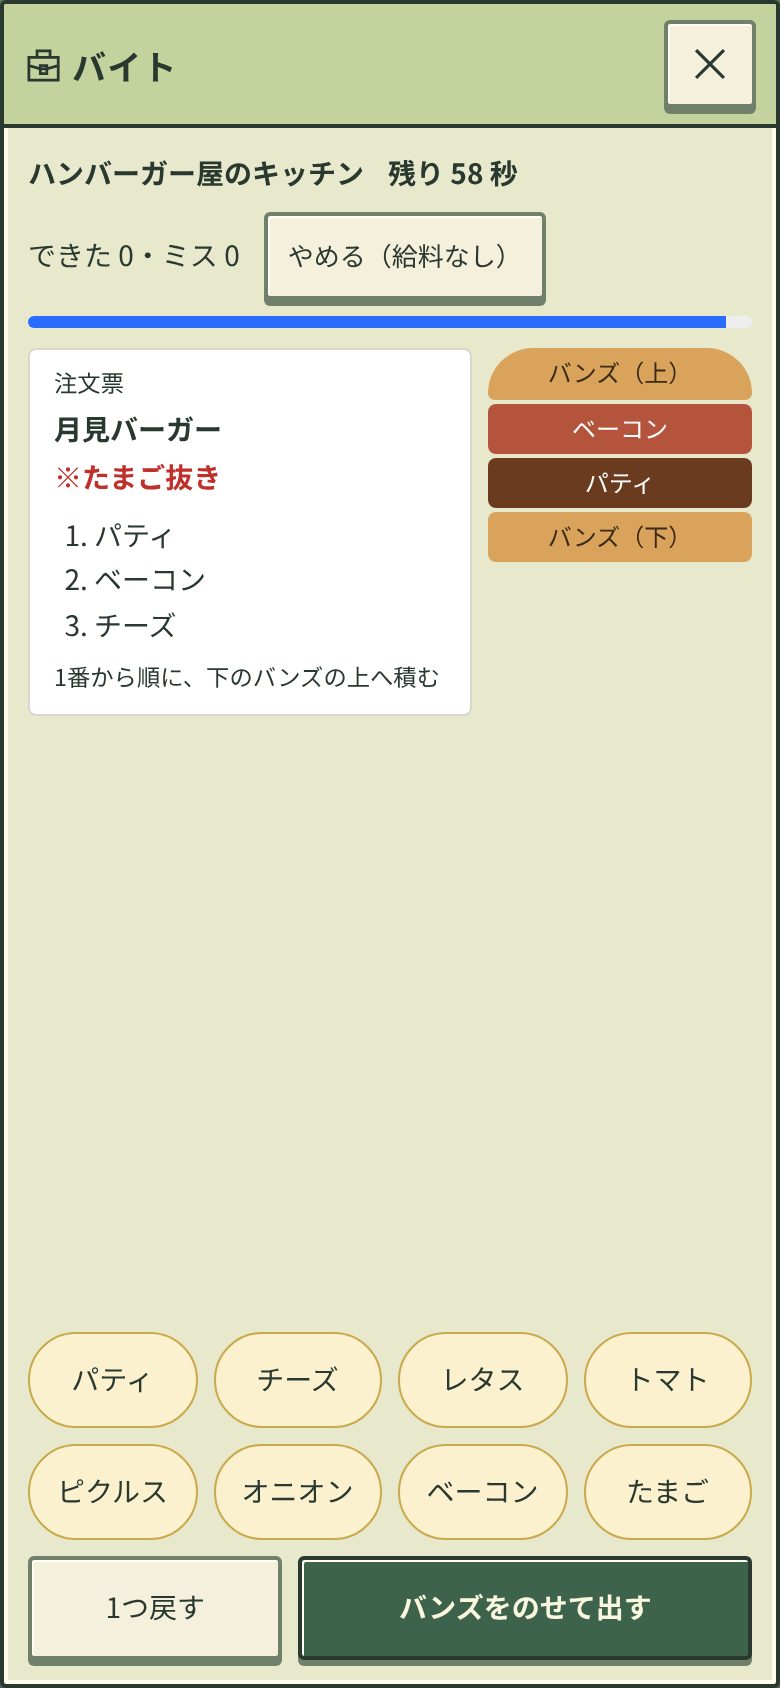 バイト
ハンバーガー屋のキッチン 残り 58 秒
できた 0・ミス 0
やめる（給料なし）
注文票
月見バーガー
※たまご抜き
1. パティ
2. ベーコン
3. チーズ
1番から順に、下のバンズの上へ積む
バンズ（上）
ベーコン
パティ
バンズ（下）
パティ
チーズ
レタス
トマト
ピクルス
オニオン
ベーコン
たまご
1つ戻す
バンズをのせて出す